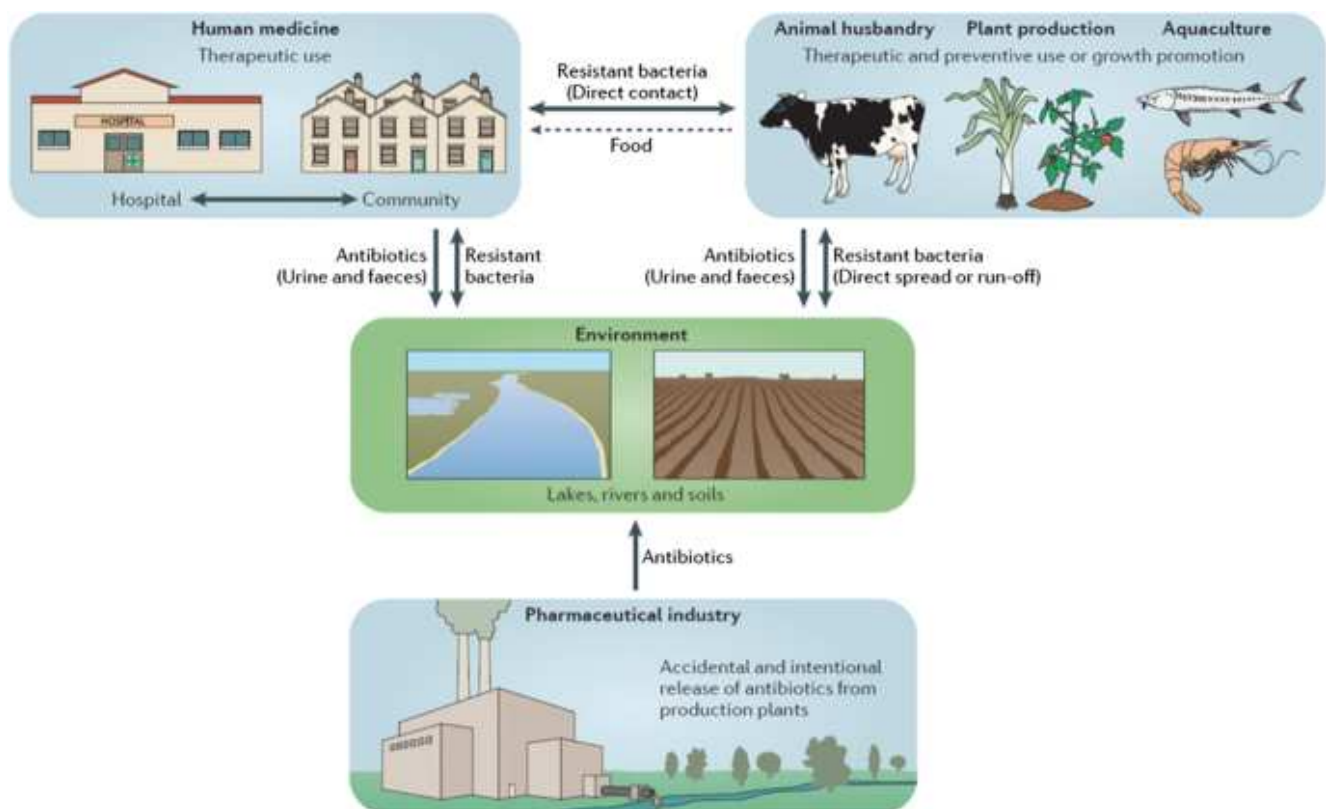 Human medicine
Therapeutic use
HOSPITAL
Hospital
Community
Resistant bacteria
(Direct contact)
Food
Animal husbandry
Plant production
Aquaculture
Therapeutic and preventive use or growth promotion
Antibiotics
(Urine and faeces)
Resistant
bacteria
Antibiotics
(Urine and faeces)
Resistant bacteria
(Direct spread or run-off)
Environment
Lakes, rivers and soils
Antibiotics
Pharmaceutical industry
Accidental and intentional
release of antibiotics from
production plants